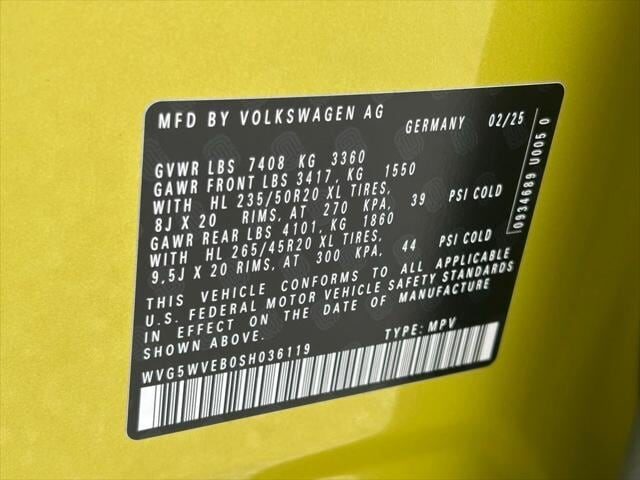 MFD BY VOLKSWAGEN AG GERMANY 02/25
GVWR LBS 7408 KG 3360
GAWR FRONT LBS 3417, KG 1550
WITH HL 235/50R20 XL TIRES,
8J X 20 RIMS, AT 270 KPA, 39 PSI COLD
GAWR REAR LBS 4101, KG 1860
WITH HL 265/45R20 XL TIRES,
9,5J X 20 RIMS, AT 300 KPA, 44 PSI COLD
THIS VEHICLE CONFORMS TO ALL APPLICABLE
U.S. FEDERAL MOTOR VEHICLE SAFETY STANDARDS
IN EFFECT ON THE DATE OF MANUFACTURE
SHOWN ABOVE.
WVG5WVEB0SH036119 TYPE: MPV
0934689 U005 0